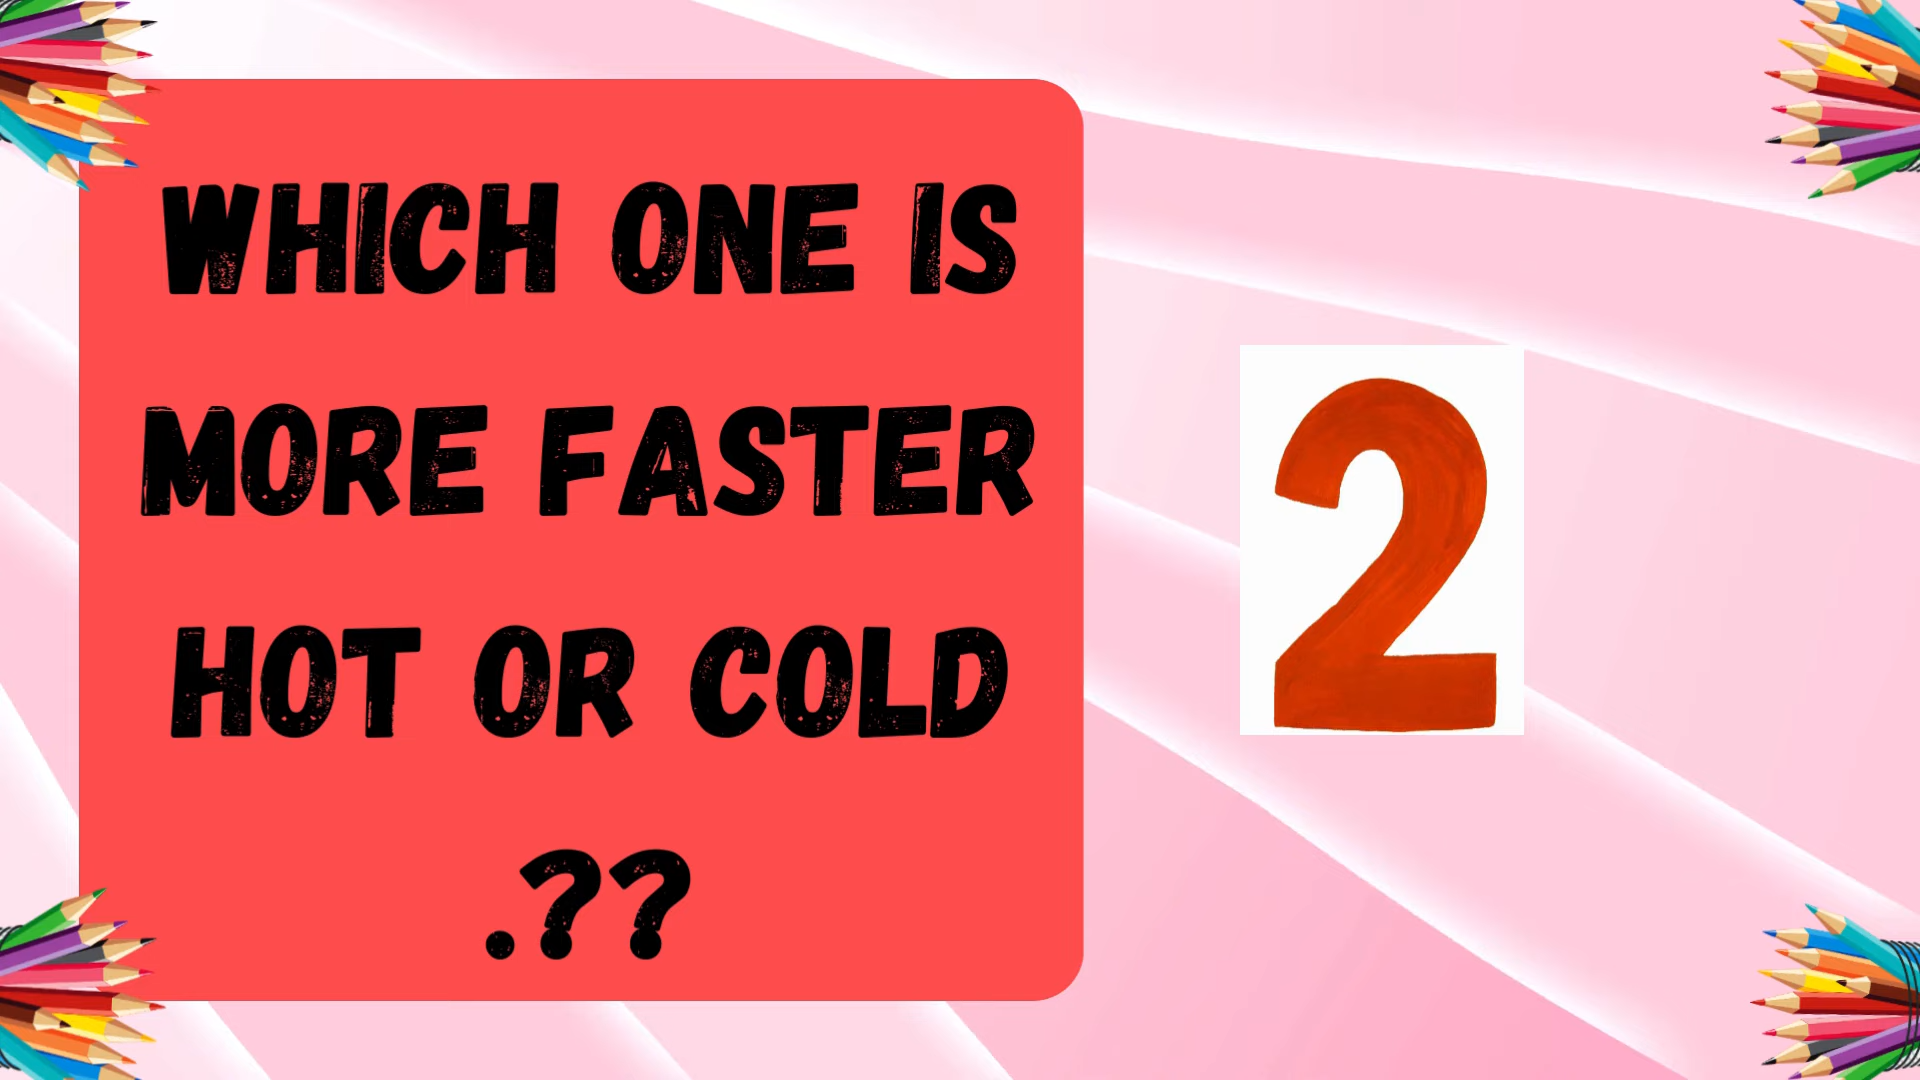 WHICH ONE IS
MORE FASTER
HOT OR COLD
.??
2